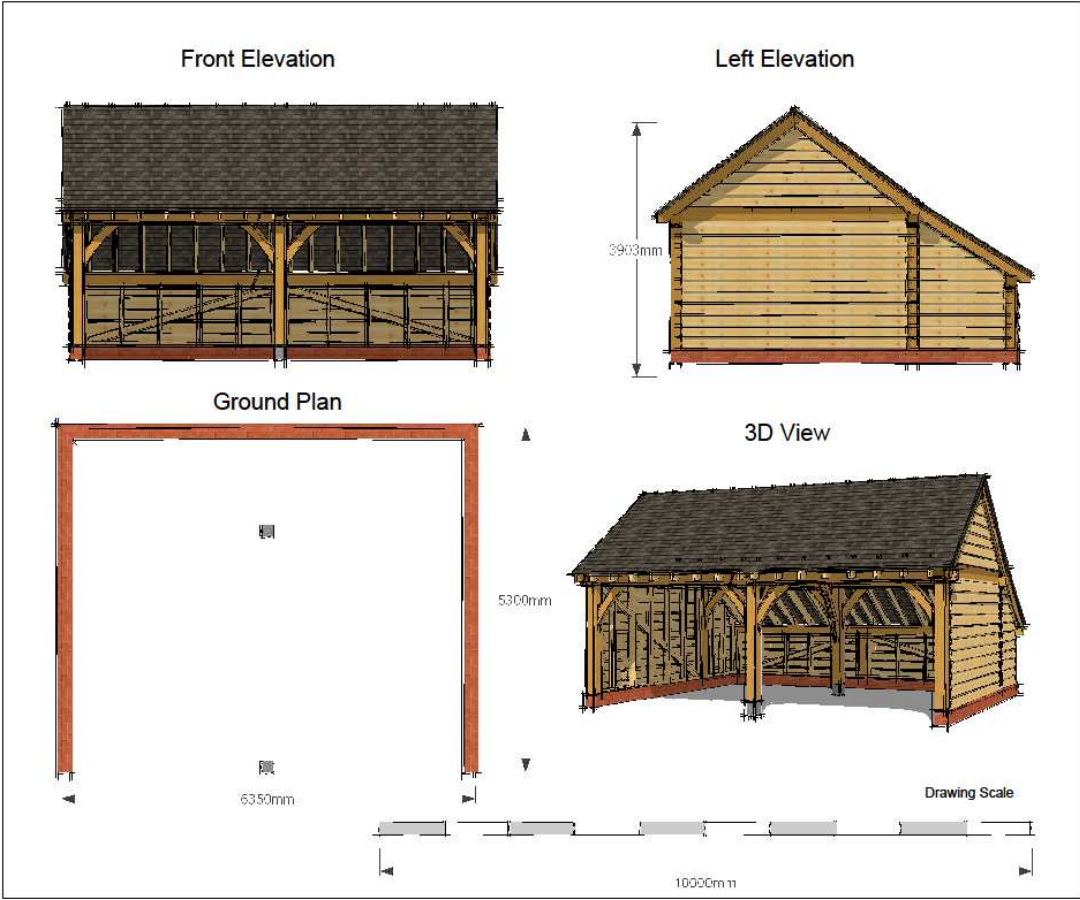 Front Elevation
Left Elevation
3903mm
Ground Plan
3D View
5300mm
6350mm
Drawing Scale
10000mm